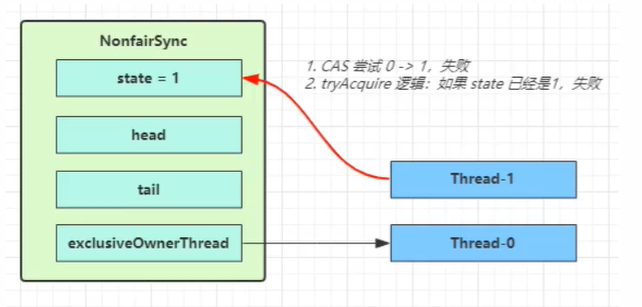 NonfairSync
state = 1
head
tail
exclusiveOwnerThread
1. CAS 尝试 0 -> 1，失败
2. tryAcquire 逻辑：如果 state 已经是1，失败
Thread-1
Thread-0